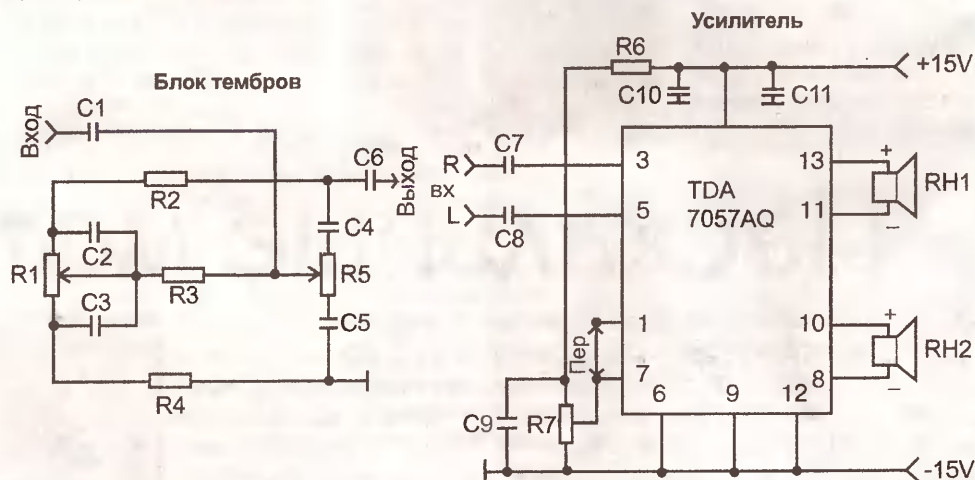 Блок тембров
Вход
C1
R2
C6
Выход
C4
R1
C2
R3
R5
C3
C5
R4
Усилитель
R6
+15V
C10
C11
R
C7
3
13
+
TDA
7057AQ
RH1
вх
L
C8
5
11
−
1
10
+
Пер
RH2
7
8
−
C9
R7
6
9
12
-15V